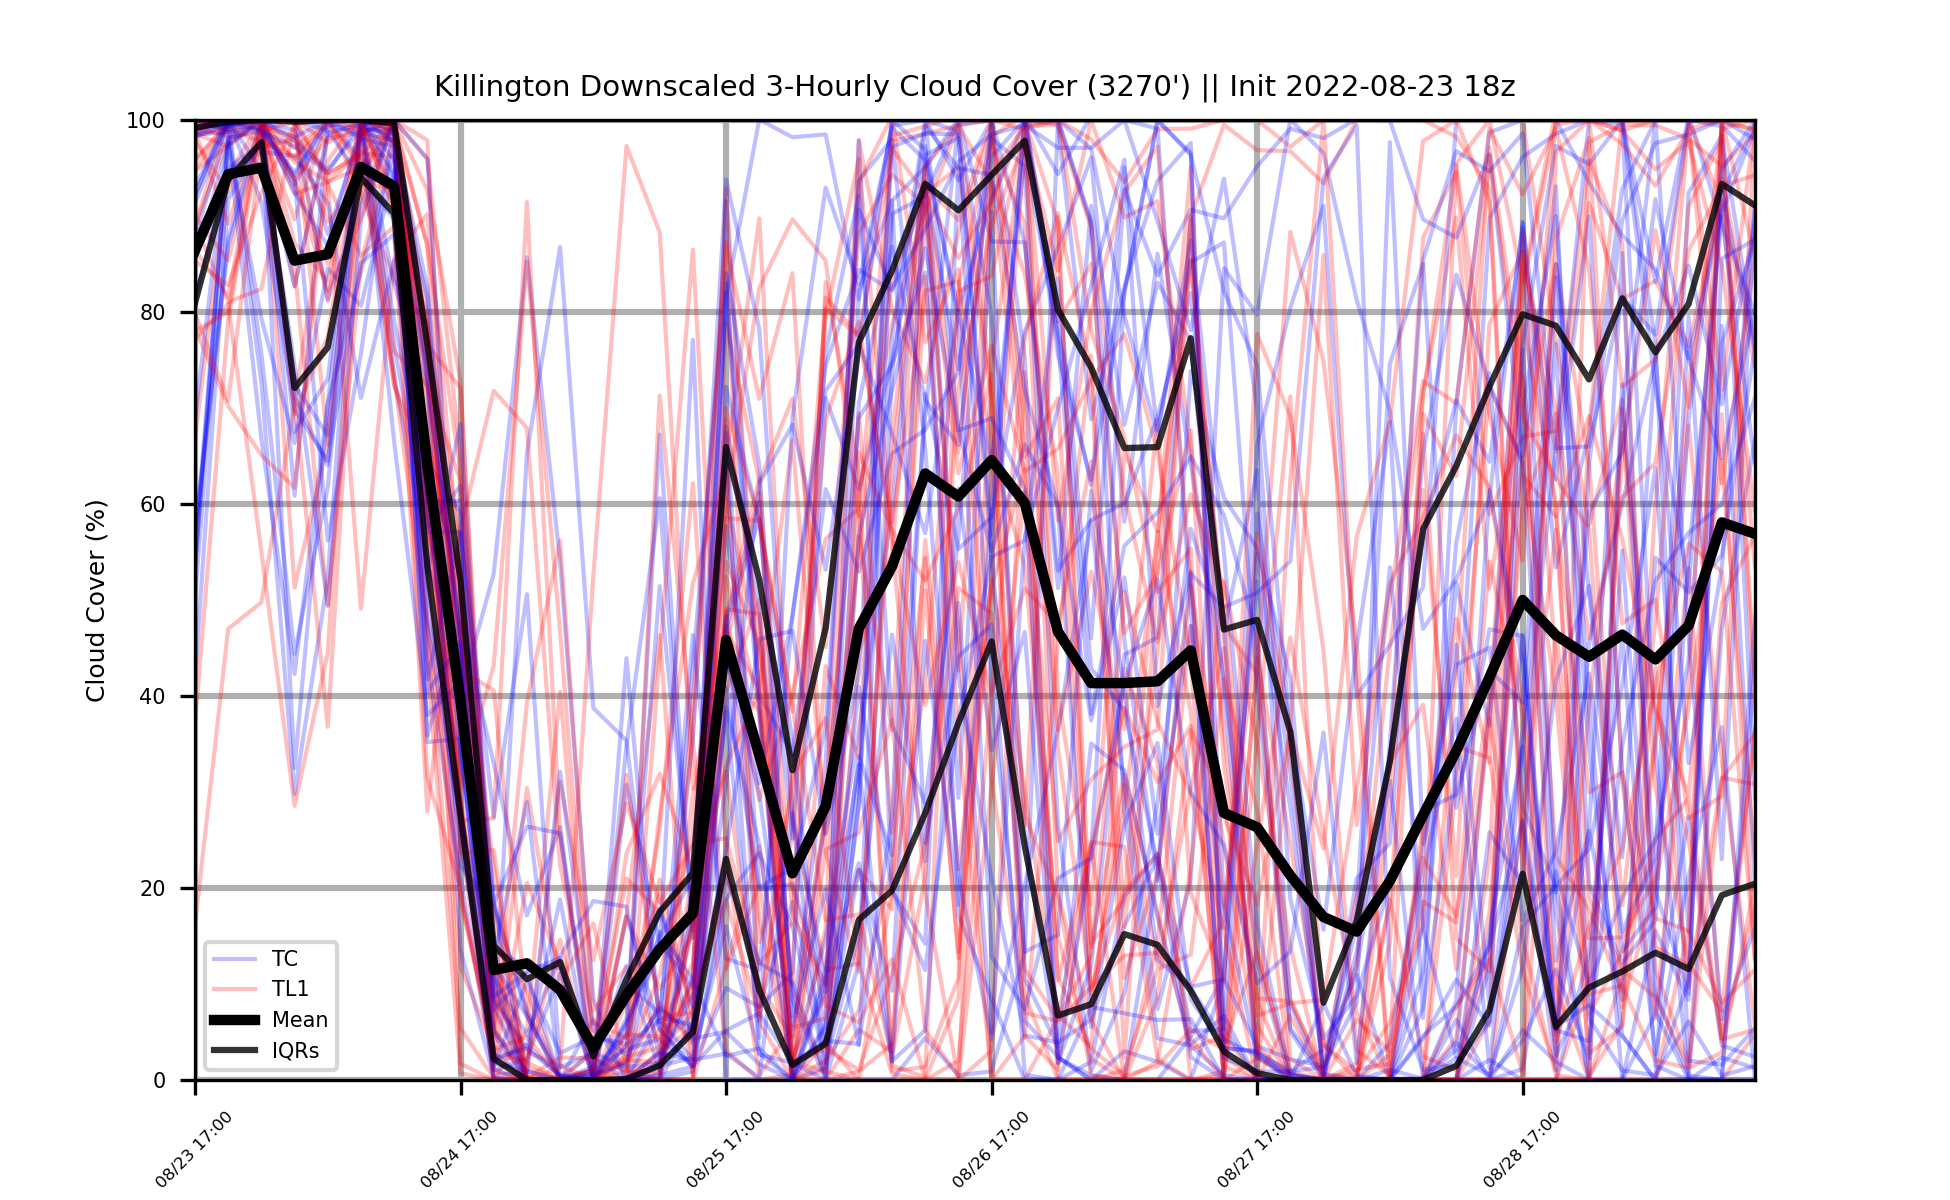 Killington Downscaled 3-Hourly Cloud Cover (3270') || Init 2022-08-23 18z
Cloud Cover (%)
100
80
60
40
20
0
TC
TL1
Mean
IQRs
08/23 17:00
08/24 17:00
08/25 17:00
08/26 17:00
08/27 17:00
08/28 17:00